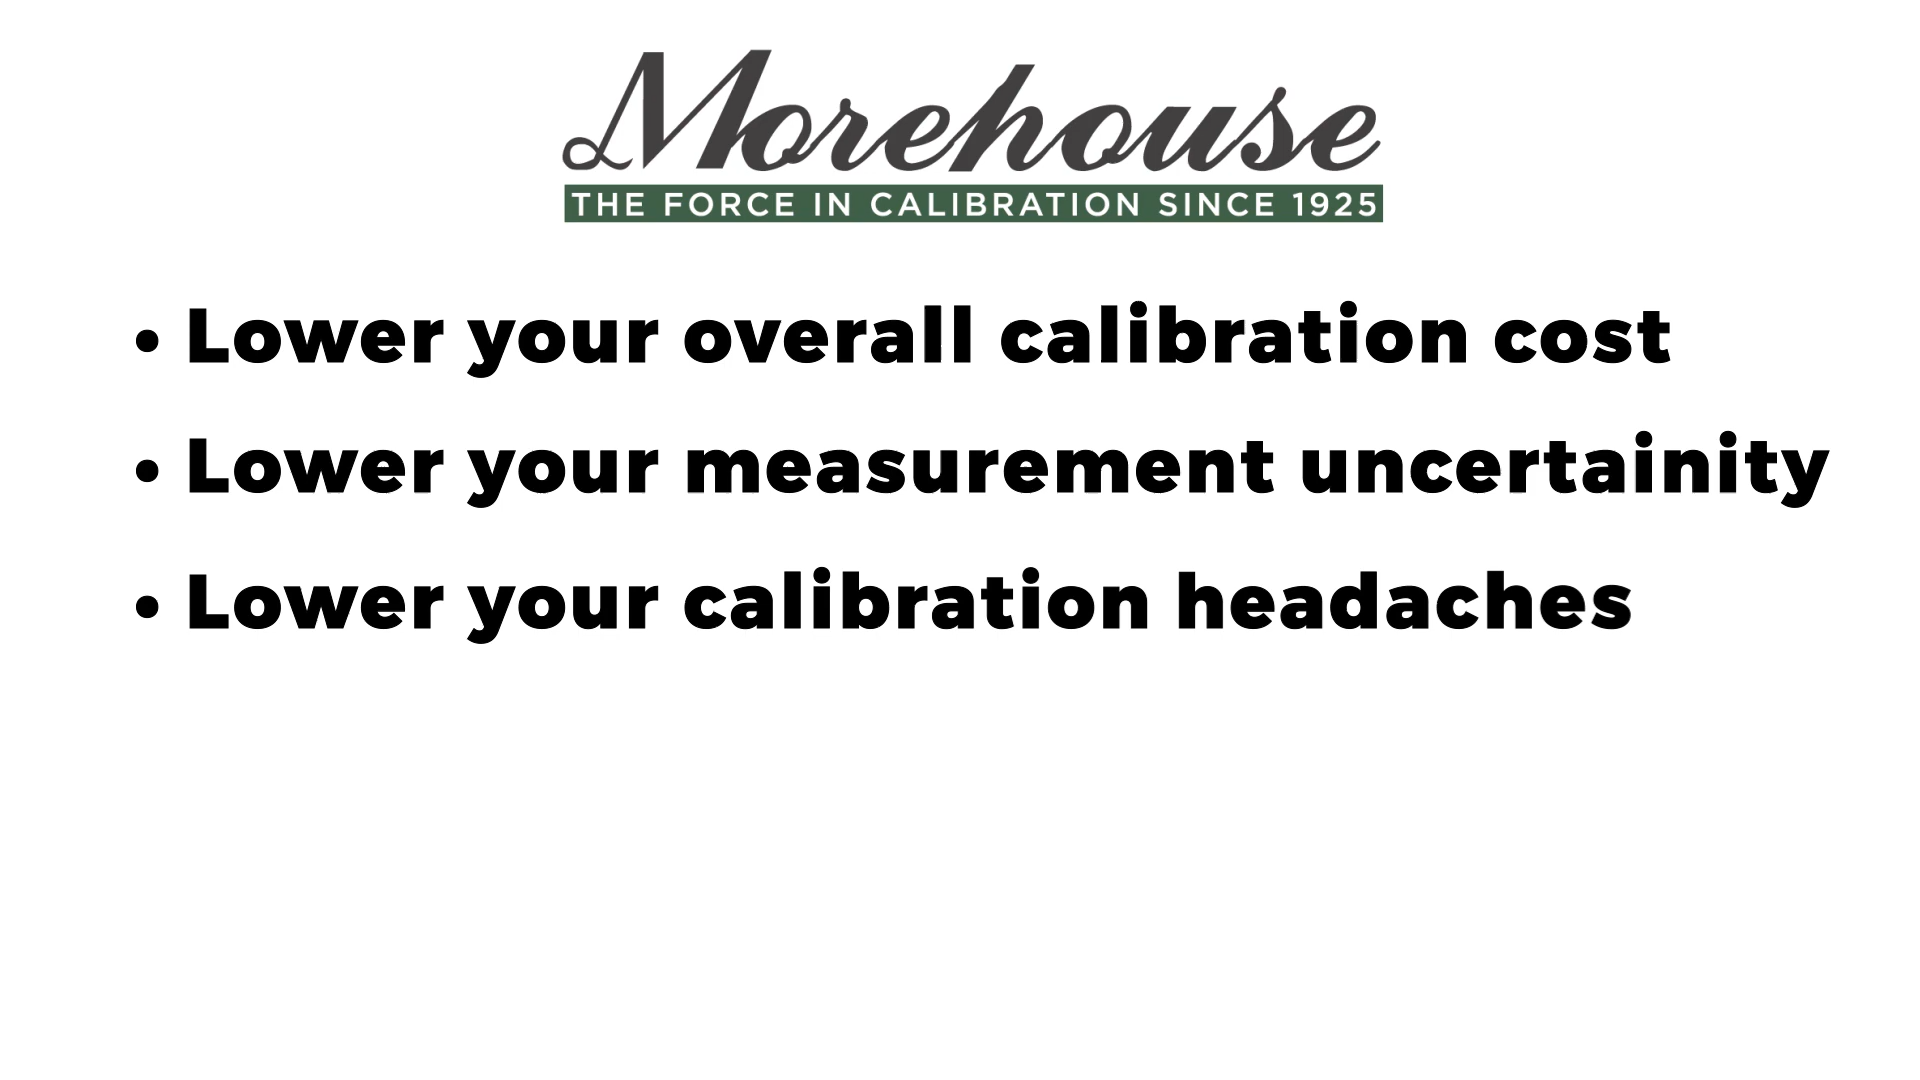 Morehouse
THE FORCE IN CALIBRATION SINCE 1925
• Lower your overall calibration cost
• Lower your measurement uncertainity
• Lower your calibration headaches